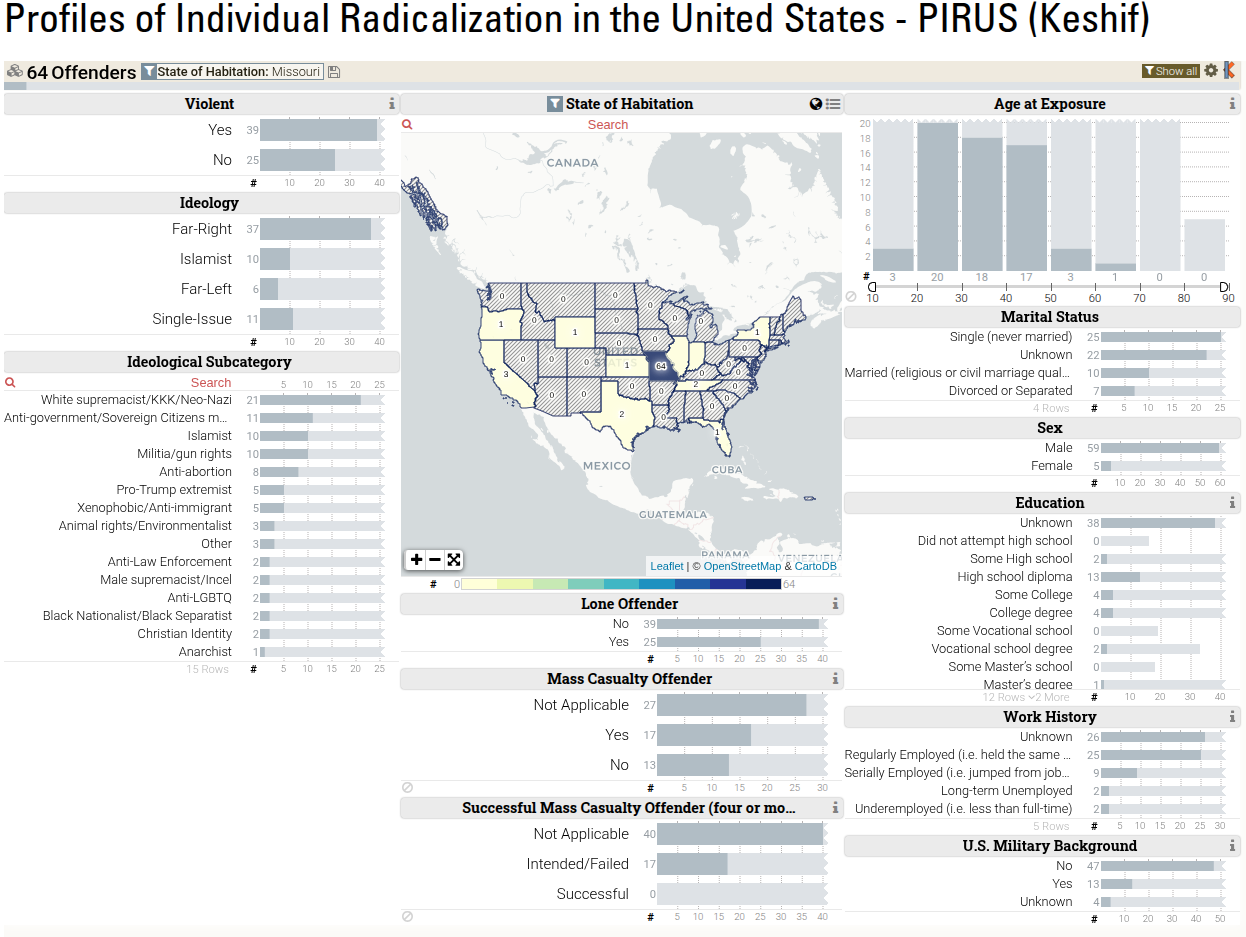 Profiles of Individual Radicalization in the United States - PIRUS (Keshif)
64 Offenders State of Habitation: Missouri
Show all
Violent
Yes 39
No 25
# 10 20 30 40
Ideology
Far-Right 37
Islamist 10
Far-Left 6
Single-Issue 11
# 10 20 30 40
Ideological Subcategory
Search 5 10 15 20 25
White supremacist/KKK/Neo-Nazi 21
Anti-government/Sovereign Citizens m... 11
Islamist 10
Militia/gun rights 10
Anti-abortion 8
Pro-Trump extremist 5
Xenophobic/Anti-immigrant 5
Animal rights/Environmentalist 3
Other 3
Anti-Law Enforcement 2
Male supremacist/Incel 2
Anti-LGBTQ 2
Black Nationalist/Black Separatist 2
Christian Identity 2
Anarchist 1
15 Rows # 5 10 15 20 25
State of Habitation
Search
CANADA
0 0 0 0
1 0 0 0 0 1
1 0 0 0
0 0 0 1 64 0 0 0
3 0 2 0
0 0 0 0 0
2 0 0
1
UNITED STATES
MEXICO
CUBA
GUATEMALA
PANAMA
VENEZUELA
Leaflet | © OpenStreetMap & CartoDB
# 0 64
Lone Offender
No 39
Yes 25
# 5 10 15 20 25 30 35 40
Mass Casualty Offender
Not Applicable 27
Yes 17
No 13
# 5 10 15 20 25 30
Successful Mass Casualty Offender (four or mo...
Not Applicable 40
Intended/Failed 17
Successful 0
# 5 10 15 20 25 30 35 40
Age at Exposure
20
18
16
14
12
10
8
6
4
2
# 3 20 18 17 3 1 0 0
10 20 30 40 50 60 70 80 90
Marital Status
Single (never married) 25
Unknown 22
Married (religious or civil marriage qual... 10
Divorced or Separated 7
4 Rows # 5 10 15 20 25
Sex
Male 59
Female 5
# 10 20 30 40 50 60
Education
Unknown 38
Did not attempt high school 0
Some High school 2
High school diploma 13
Some College 4
College degree 4
Some Vocational school 0
Vocational school degree 2
Some Master's school 0
Master's degree 1
12 Rows 2 More # 10 20 30 40
Work History
Unknown 26
Regularly Employed (i.e. held the same ... 25
Serially Employed (i.e. jumped from job... 9
Long-term Unemployed 2
Underemployed (i.e. less than full-time) 2
5 Rows # 5 10 15 20 25 30
U.S. Military Background
No 47
Yes 13
Unknown 4
# 10 20 30 40 50